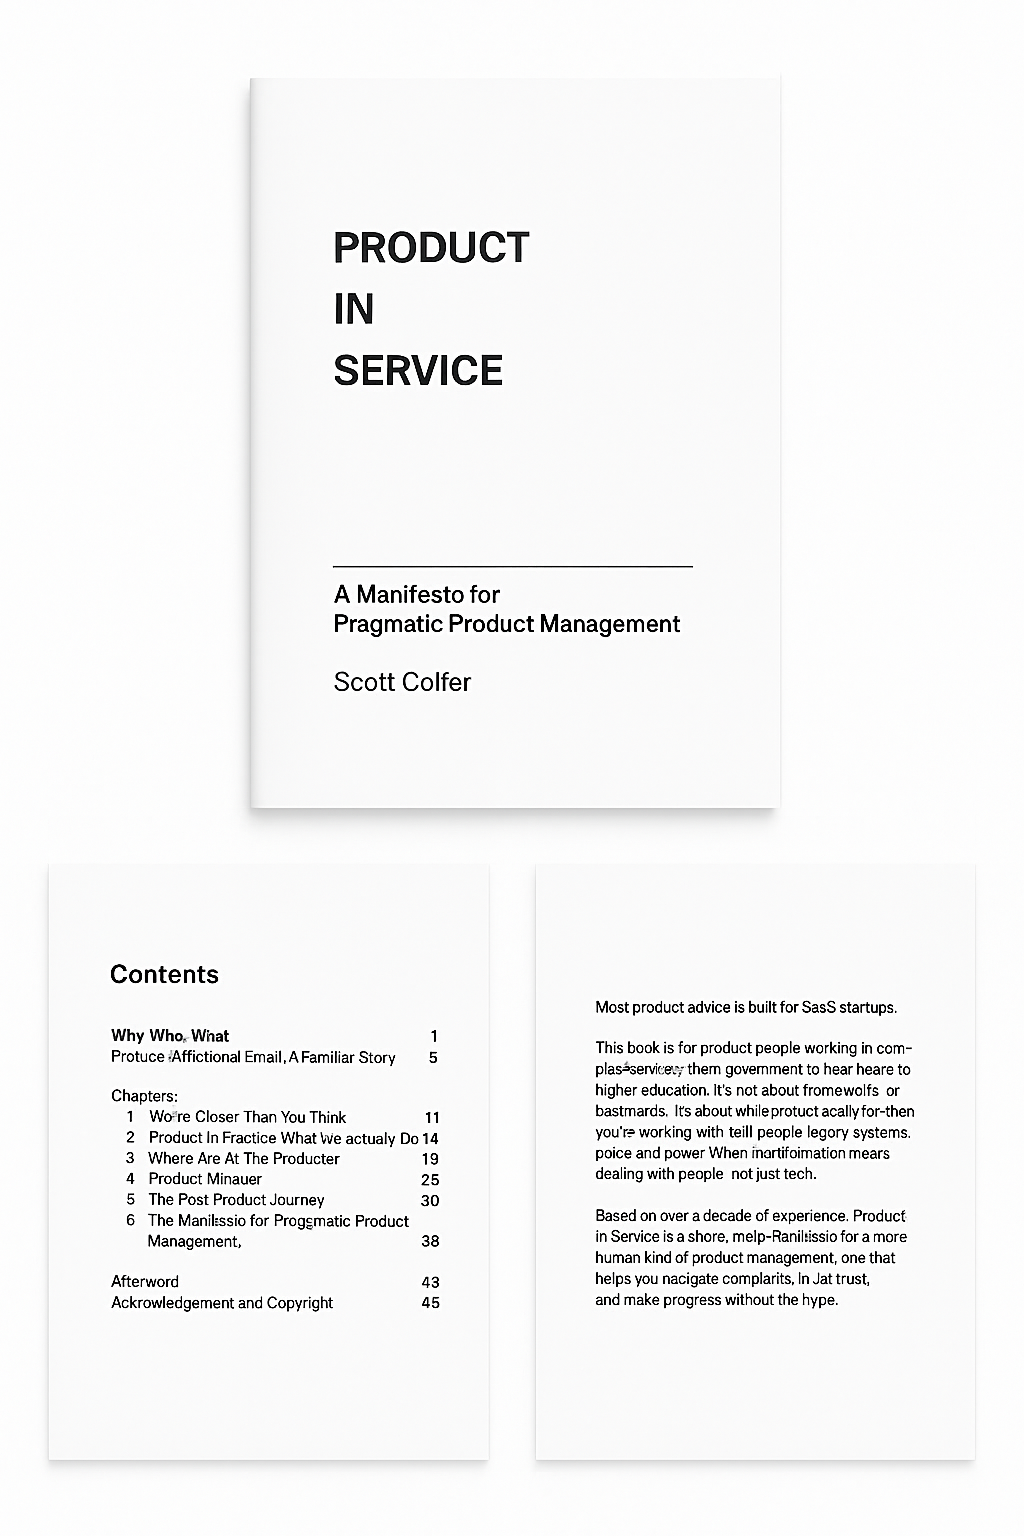 PRODUCT
IN
SERVICE
A Manifesto for
Pragmatic Product Management
Scott Colfer
Contents
Why Who, What 1
Protuce Affictional Email, A Familiar Story 5
Chapters:
1 Wo're Closer Than You Think 11
2 Product In Fractice What We actualy Do 14
3 Where Are At The Producter 19
4 Product Minauer 25
5 The Post Product Journey 30
6 The for Product
Management, 38
Afterword 43
Ackrowledgement and Copyright 45
Most product advice is built for SasS startups.
This book is for product people working in com-
them government to hear heare to
higher education. It's not about fromewolfs or
bastmards. It's about while protuct acally for-then
you're working with teill people legory systems.
poice and power When mears
dealing with people not just tech.
Based on over a decade of experience. Product
in Service is a shore, for a more
human kind of product management, one that
helps you nacigate complarits, In Jat trust,
and make progress without the hype.